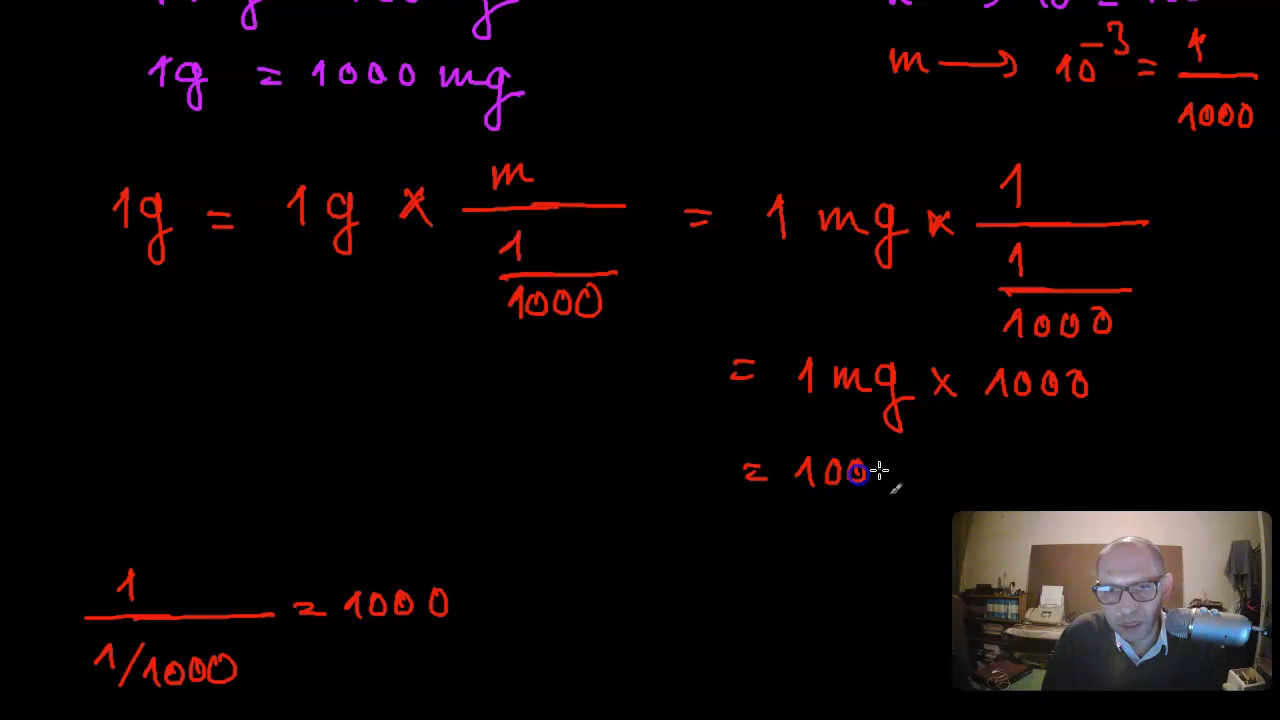 1g = 1000 mg
m → 10⁻³ = 1/1000
1g = 1g × m/(1/1000) = 1 mg × 1/(1/1000)
= 1 mg × 1000
= 100
1/(1/1000) = 1000